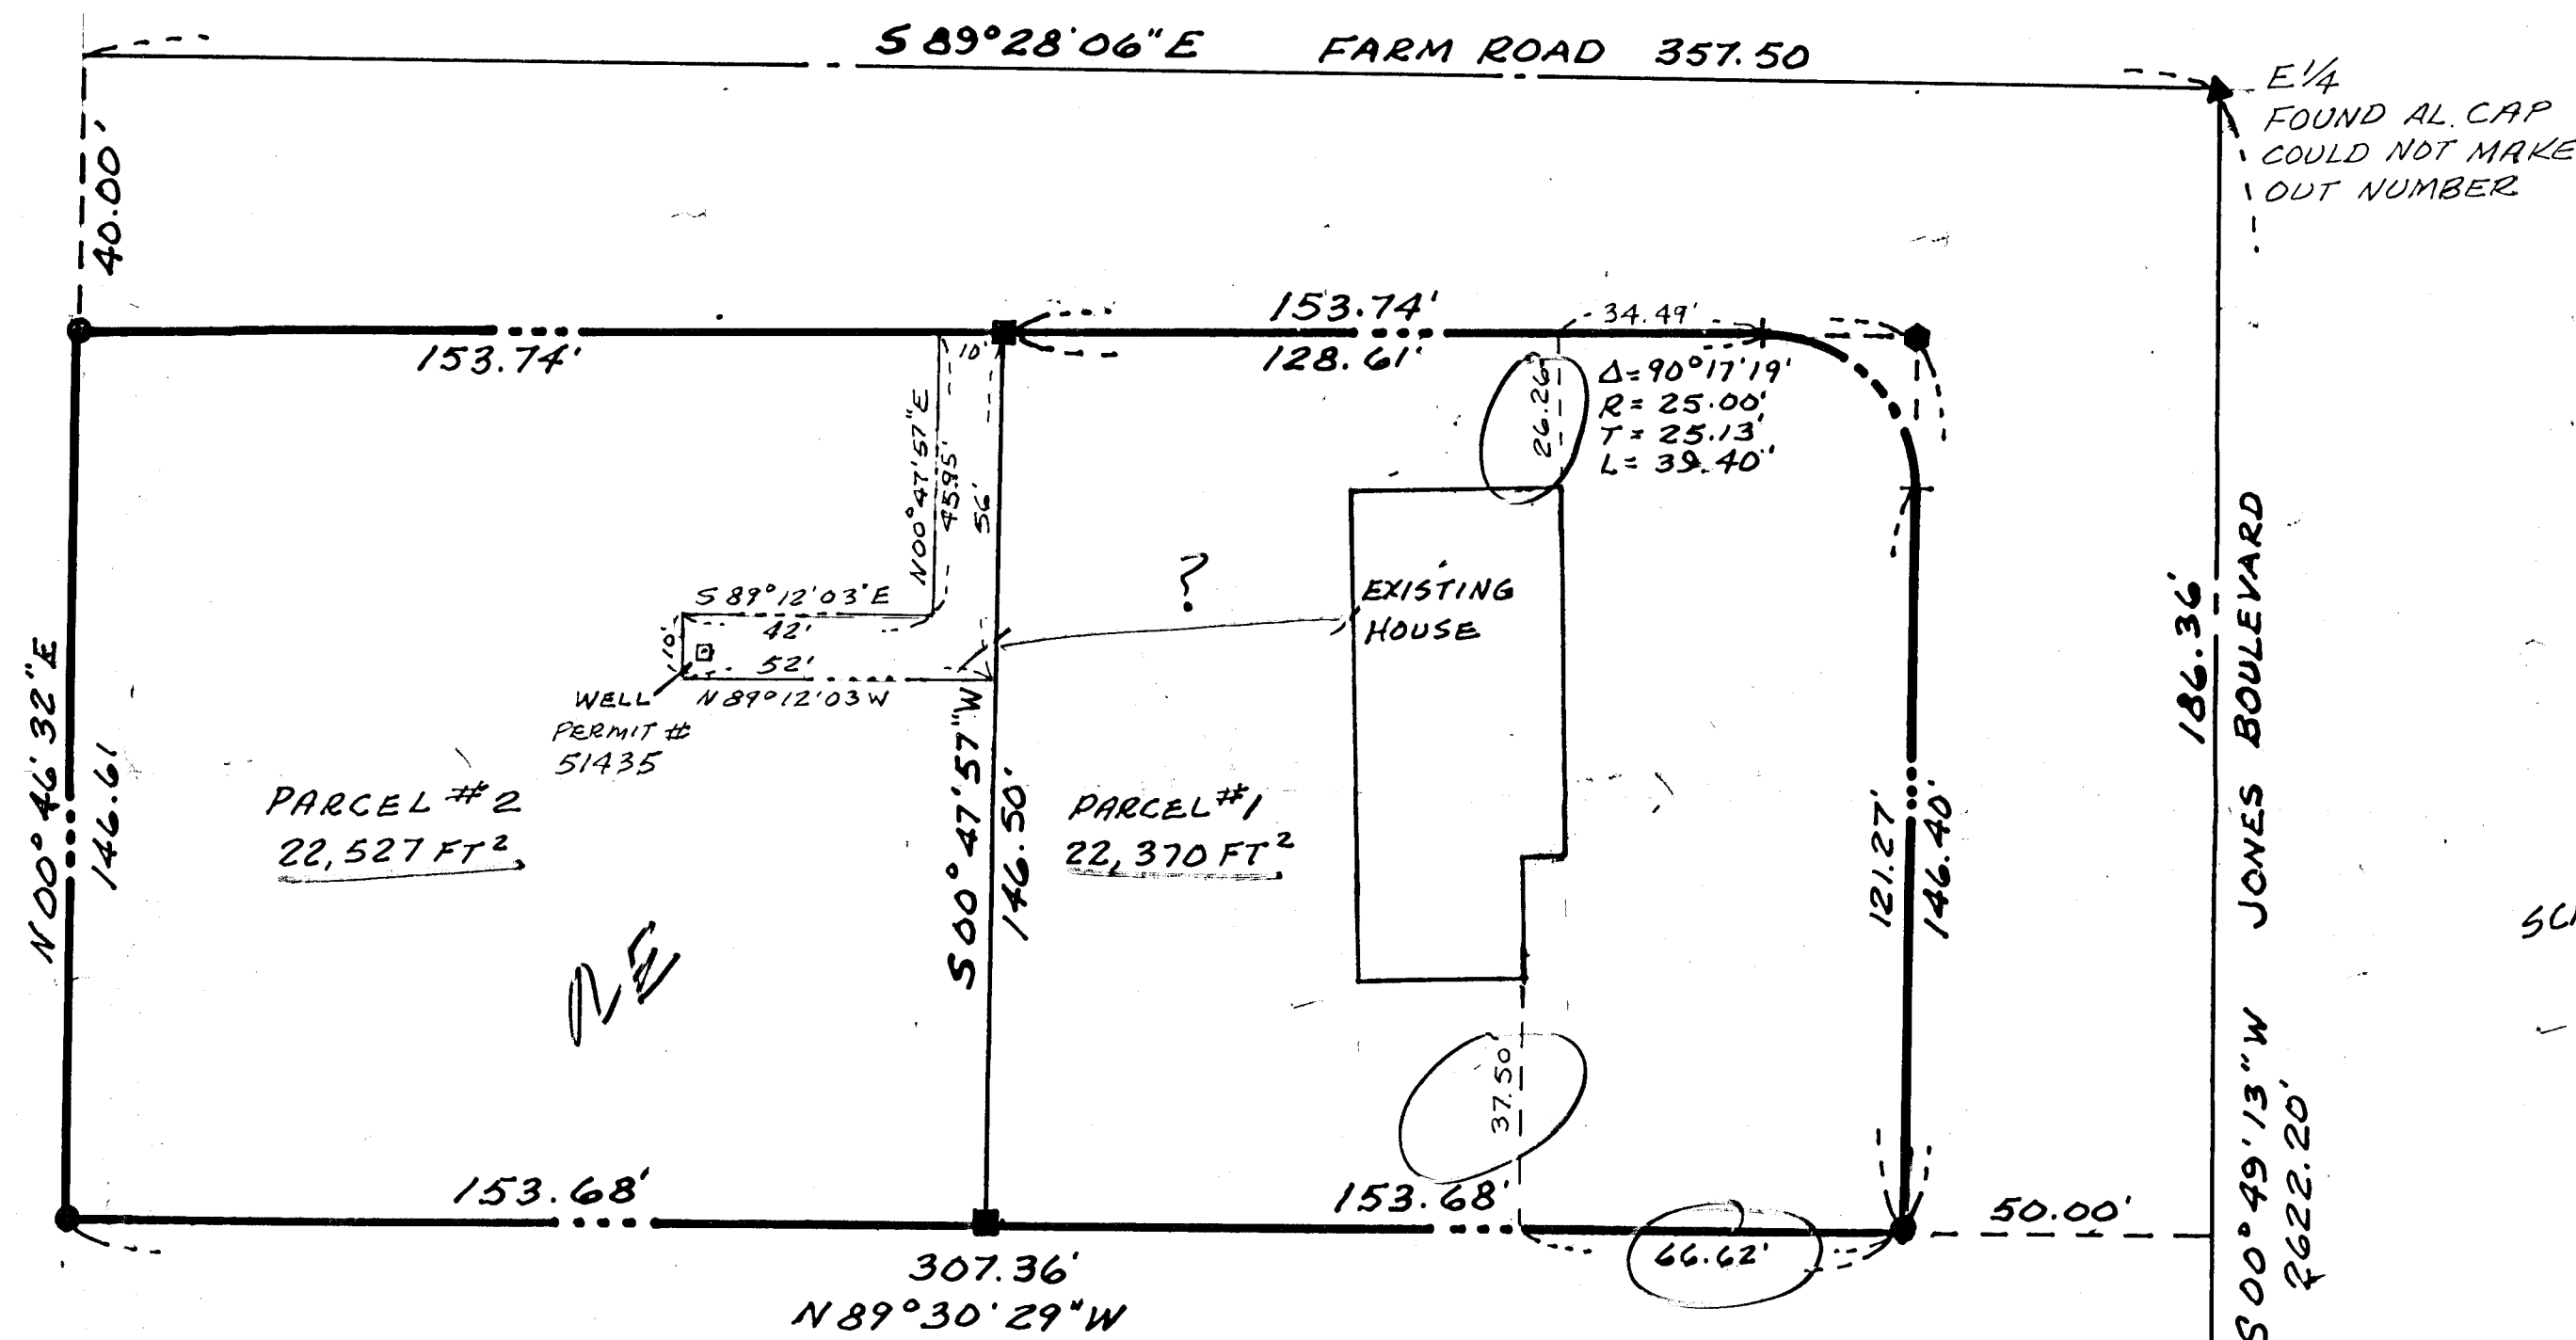 S 89°28'06"E FARM ROAD 357.50
E 1/4
FOUND AL. CAP
COULD NOT MAKE
OUT NUMBER
40.00'
153.74'
153.74'
128.61'
34.49'
10'
26.26'
Δ=90°17'19'
R= 25.00'
T= 25.13'
L= 39.40'
N00°47'57"E
45.95'
56'
?
EXISTING
HOUSE
S 89°12'03'E
42'
10'
52'
N 89°12'03 W
WELL
PERMIT #
51435
N 00°46'32"E
146.61
PARCEL #2
22,527 FT²
S 00°47'57"W
146.50'
PARCEL #1
22,370 FT²
121.27'
146.40'
186.36'
JONES BOULEVARD
S 00°49'13"W
2622.20'
RE
37.50'
153.68'
153.68'
66.62'
50.00'
307.36'
N 89°30'29"W